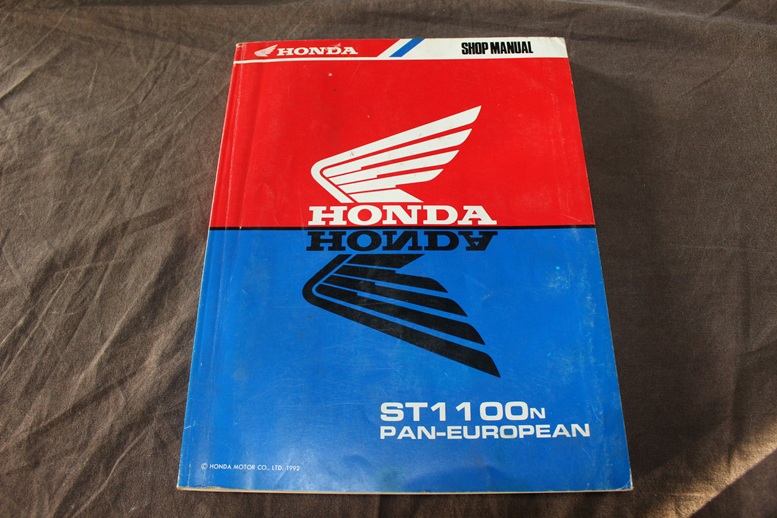 HONDA
SHOP MANUAL
HONDA
HONDA
ST1100N
PAN-EUROPEAN
© HONDA MOTOR CO., LTD. 1992